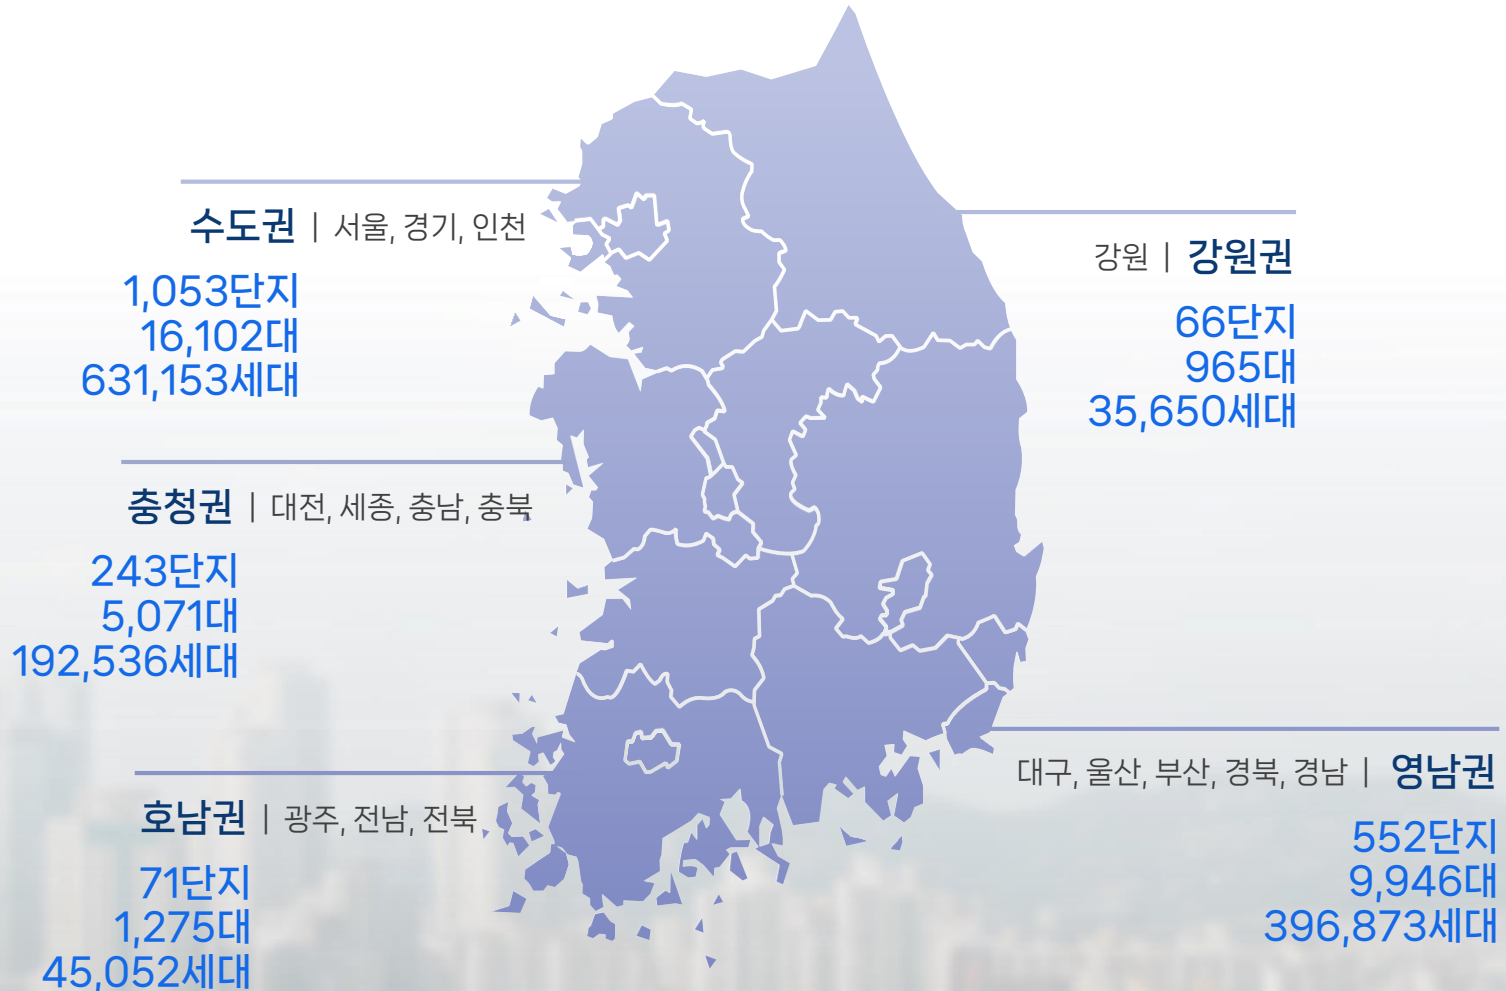 수도권 | 서울, 경기, 인천
1,053단지
16,102대
631,153세대
강원 | 강원권
66단지
965대
35,650세대
충청권 | 대전, 세종, 충남, 충북
243단지
5,071대
192,536세대
대구, 울산, 부산, 경북, 경남 | 영남권
552단지
9,946대
396,873세대
호남권 | 광주, 전남, 전북
71단지
1,275대
45,052세대